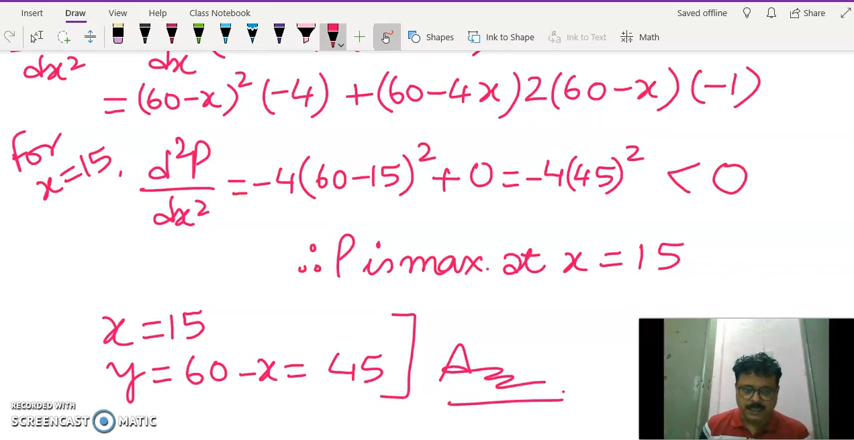 Insert Draw View Help Class Notebook Saved offline Share
Shapes Ink to Shape Ink to Text Math
dx² dx
= (60-x)² (-4) + (60-4x) 2(60-x) (-1)
For x=15, d²P/dx² = -4(60-15)² + 0 = -4(45)² < 0
∴ P is max. at x = 15
x = 15
y = 60-x = 45 ] Ans
RECORDED WITH
SCREENCAST MATIC